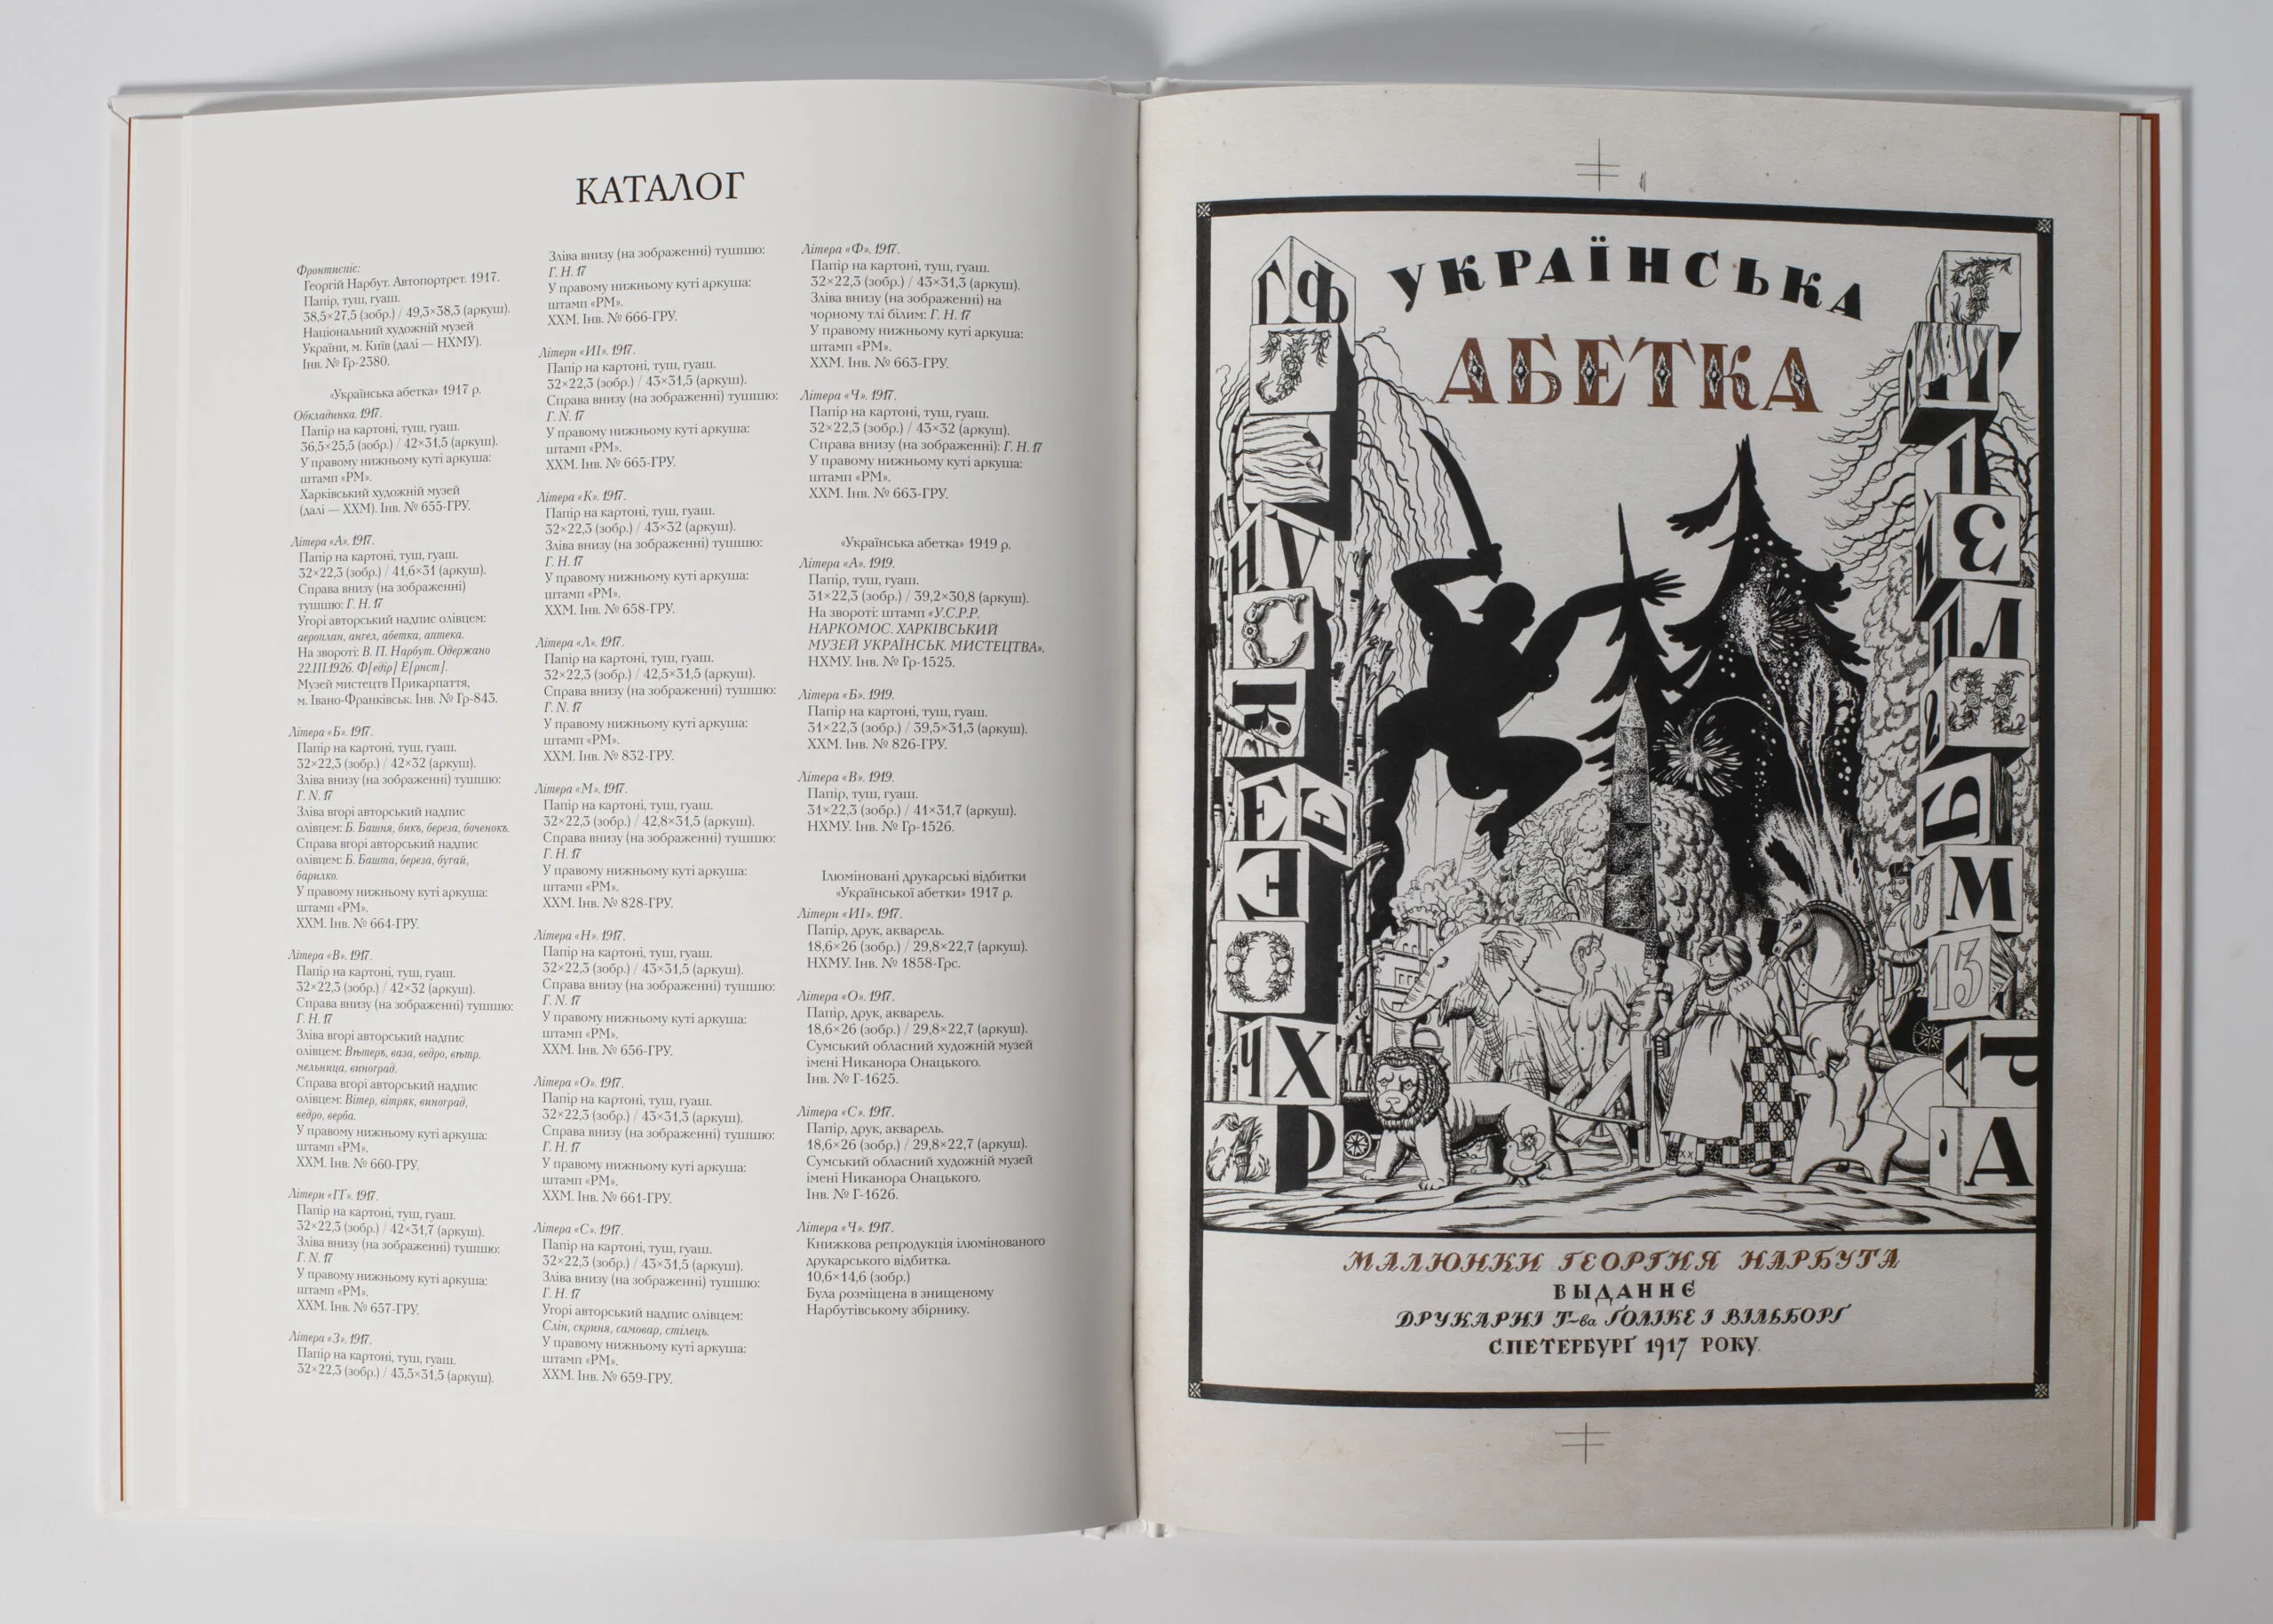 КАТАЛОГ
Фронтиспіс:
Георгій Нарбут. Автопортрет. 1917.
Папір, туш, гуаш.
38,5×27,5 (зобр.) / 49,3×38,3 (аркуш).
Національний художній музей
України, м. Київ (далі — НХМУ).
Інв. № Гр-2380.
«Українська абетка» 1917 р.
Обкладинка. 1917.
Папір на картоні, туш, гуаш.
36,5×25,5 (зобр.) / 42×31,5 (аркуш).
У правому нижньому куті аркуша:
штамп «РМ».
Харківський художній музей
(далі — ХХМ). Інв. № 655-ГРУ.
Літера «А». 1917.
Папір на картоні, туш, гуаш.
32×22,3 (зобр.) / 41,6×31 (аркуш).
Справа внизу (на зображенні)
тушшю: Г. Н. 17
Угорі авторський надпис олівцем:
аероплан, ангел, абетка, аптека.
На звороті: В. П. Нарбут. Одержано
22.III.1926. Ф[едір] Е[рнст].
Музей мистецтв Прикарпаття,
м. Івано-Франківськ. Інв. № Гр-843.
Літера «Б». 1917.
Папір на картоні, туш, гуаш.
32×22,3 (зобр.) / 42×32 (аркуш).
Зліва внизу (на зображенні) тушшю:
Г. N. 17
Зліва вгорі авторський надпис
олівцем: Б. Башня, бикъ, береза, боченокъ.
Справа вгорі авторський надпис
олівцем: Б. Башта, береза, бугай,
барилко.
У правому нижньому куті аркуша:
штамп «РМ».
ХХМ. Інв. № 664-ГРУ.
Літера «В». 1917.
Папір на картоні, туш, гуаш.
32×22,3 (зобр.) / 42×32 (аркуш).
Справа внизу (на зображенні) тушшю:
Г. Н. 17
Зліва вгорі авторський надпис
олівцем: Вѣтеръ, ваза, ведро, вѣтр.
мельница, виноград.
Справа вгорі авторський надпис
олівцем: Вітер, вітряк, виноград,
ведро, верба.
У правому нижньому куті аркуша:
штамп «РМ».
ХХМ. Інв. № 660-ГРУ.
Літери «ГҐ». 1917.
Папір на картоні, туш, гуаш.
32×22,3 (зобр.) / 42×31,7 (аркуш).
Зліва внизу (на зображенні) тушшю:
Г. N. 17
У правому нижньому куті аркуша:
штамп «РМ».
ХХМ. Інв. № 657-ГРУ.
Літера «З». 1917.
Папір на картоні, туш, гуаш.
32×22,3 (зобр.) / 43,5×31,5 (аркуш).
Зліва внизу (на зображенні) тушшю:
Г. Н. 17
У правому нижньому куті аркуша:
штамп «РМ».
ХХМ. Інв. № 666-ГРУ.
Літери «ИІ». 1917.
Папір на картоні, туш, гуаш.
32×22,3 (зобр.) / 43×31,5 (аркуш).
Справа внизу (на зображенні) тушшю:
Г. N. 17
У правому нижньому куті аркуша:
штамп «РМ».
ХХМ. Інв. № 665-ГРУ.
Літера «К». 1917.
Папір на картоні, туш, гуаш.
32×22,3 (зобр.) / 43×32 (аркуш).
Зліва внизу (на зображенні) тушшю:
Г. Н. 17
У правому нижньому куті аркуша:
штамп «РМ».
ХХМ. Інв. № 658-ГРУ.
Літера «Л». 1917.
Папір на картоні, туш, гуаш.
32×22,3 (зобр.) / 42,5×31,5 (аркуш).
Справа внизу (на зображенні) тушшю:
Г. N. 17
У правому нижньому куті аркуша:
штамп «РМ».
ХХМ. Інв. № 832-ГРУ.
Літера «М». 1917.
Папір на картоні, туш, гуаш.
32×22,3 (зобр.) / 42,8×31,5 (аркуш).
Справа внизу (на зображенні) тушшю:
Г. Н. 17
У правому нижньому куті аркуша:
штамп «РМ».
ХХМ. Інв. № 828-ГРУ.
Літера «Н». 1917.
Папір на картоні, туш, гуаш.
32×22,3 (зобр.) / 43×31,5 (аркуш).
Справа внизу (на зображенні) тушшю:
Г. N. 17
У правому нижньому куті аркуша:
штамп «РМ».
ХХМ. Інв. № 656-ГРУ.
Літера «О». 1917.
Папір на картоні, туш, гуаш.
32×22,3 (зобр.) / 43×31,3 (аркуш).
Справа внизу (на зображенні) тушшю:
Г. Н. 17
У правому нижньому куті аркуша:
штамп «РМ».
ХХМ. Інв. № 661-ГРУ.
Літера «С». 1917.
Папір на картоні, туш, гуаш.
32×22,3 (зобр.) / 43×31,5 (аркуш).
Зліва внизу (на зображенні) тушшю:
Г. Н. 17
Угорі авторський надпис олівцем:
Слін, скриня, самовар, стілець.
У правому нижньому куті аркуша:
штамп «РМ».
ХХМ. Інв. № 659-ГРУ.
Літера «Ф». 1917.
Папір на картоні, туш, гуаш.
32×22,3 (зобр.) / 43×31,3 (аркуш).
Зліва внизу (на зображенні) на
чорному тлі білим: Г. Н. 17
У правому нижньому куті аркуша:
штамп «РМ».
ХХМ. Інв. № 663-ГРУ.
Літера «Ч». 1917.
Папір на картоні, туш, гуаш.
32×22,3 (зобр.) / 43×32 (аркуш).
Справа внизу (на зображенні): Г. Н. 17
У правому нижньому куті аркуша:
штамп «РМ».
ХХМ. Інв. № 663-ГРУ.
«Українська абетка» 1919 р.
Літера «А». 1919.
Папір, туш, гуаш.
31×22,3 (зобр.) / 39,2×30,8 (аркуш).
На звороті: штамп «У.С.Р.Р.
НАРКОМОС. ХАРКІВСЬКИЙ
МУЗЕЙ УКРАЇНСЬК. МИСТЕЦТВА».
НХМУ. Інв. № Гр-1525.
Літера «Б». 1919.
Папір на картоні, туш, гуаш.
31×22,3 (зобр.) / 39,5×31,3 (аркуш).
ХХМ. Інв. № 826-ГРУ.
Літера «В». 1919.
Папір, туш, гуаш.
31×22,3 (зобр.) / 41×31,7 (аркуш).
НХМУ. Інв. № Гр-1526.
Ілюміновані друкарські відбитки
«Української абетки» 1917 р.
Літери «ИІ». 1917.
Папір, друк, акварель.
18,6×26 (зобр.) / 29,8×22,7 (аркуш).
НХМУ. Інв. № 1858-Грс.
Літера «О». 1917.
Папір, друк, акварель.
18,6×26 (зобр.) / 29,8×22,7 (аркуш).
Сумський обласний художній музей
імені Никанора Онацького.
Інв. № Г-1625.
Літера «С». 1917.
Папір, друк, акварель.
18,6×26 (зобр.) / 29,8×22,7 (аркуш).
Сумський обласний художній музей
імені Никанора Онацького.
Інв. № Г-1626.
Літера «Ч». 1917.
Книжкова репродукція ілюмінованого
друкарського відбитка.
10,6×14,6 (зобр.)
Була розміщена в знищеному
Нарбутівському збірнику.
УКРАЇНСЬКА
АБЕТКА
МАЛЮНКИ ГЕОРГИЯ НАРБУТА
ВЫДАННЄ
ДРУКАРНІ Т-ва ҐОЛІКЕ І ВІЛЬБОРҐ
С.ПЕТЕРБУРҐ 1917 РОКУ.